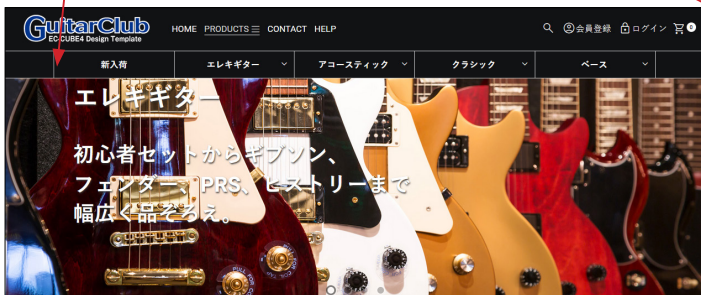 GuitarClub
EC-CUBE4 Design Template
HOME PRODUCTS CONTACT HELP
会員登録 ログイン 0
新入荷 エレキギター アコースティック クラシック ベース
エレキギター
初心者セットからギブソン、
フェンダー、PRS、ヒストリーまで
幅広く品ぞろえ。